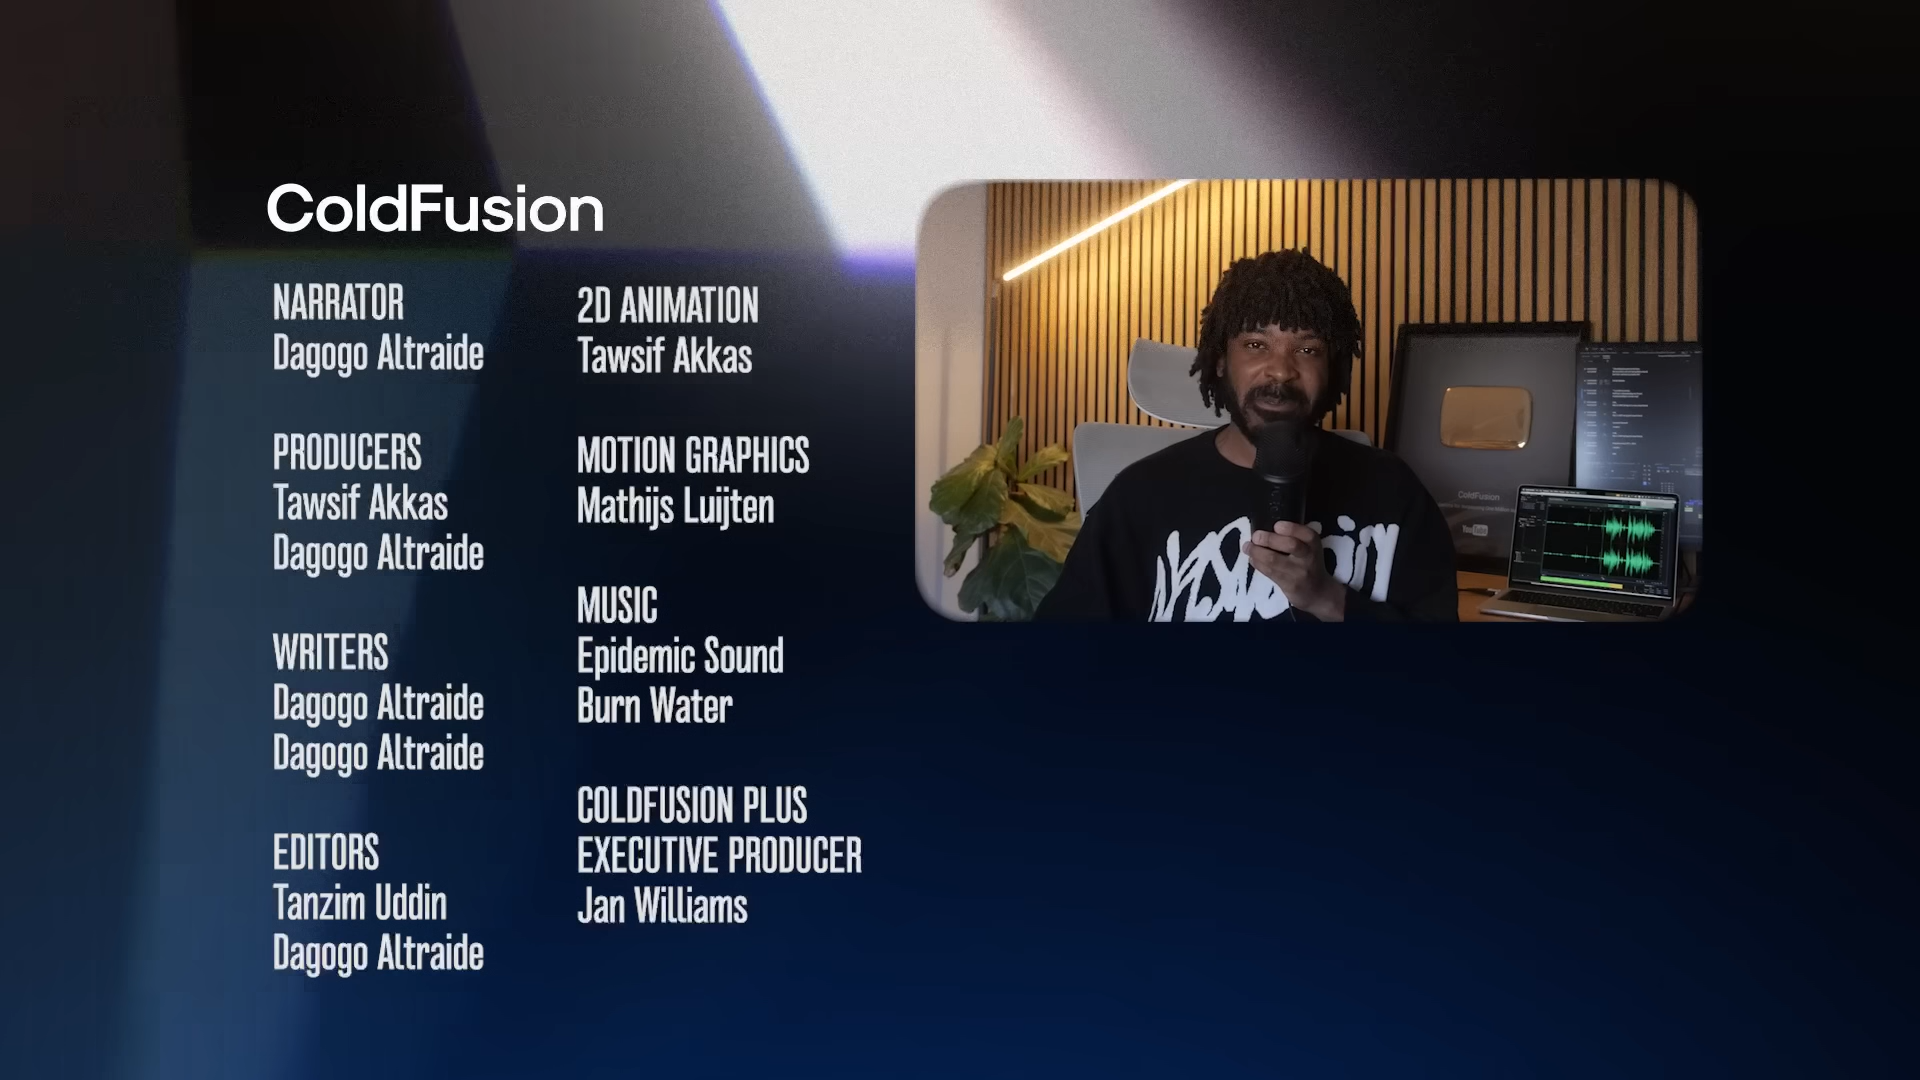 ColdFusion
NARRATOR
Dagogo Altraide
PRODUCERS
Tawsif Akkas
Dagogo Altraide
WRITERS
Dagogo Altraide
Dagogo Altraide
EDITORS
Tanzim Uddin
Dagogo Altraide
2D ANIMATION
Tawsif Akkas
MOTION GRAPHICS
Mathijs Luijten
MUSIC
Epidemic Sound
Burn Water
COLDFUSION PLUS
EXECUTIVE PRODUCER
Jan Williams
ColdFusion
YouTube